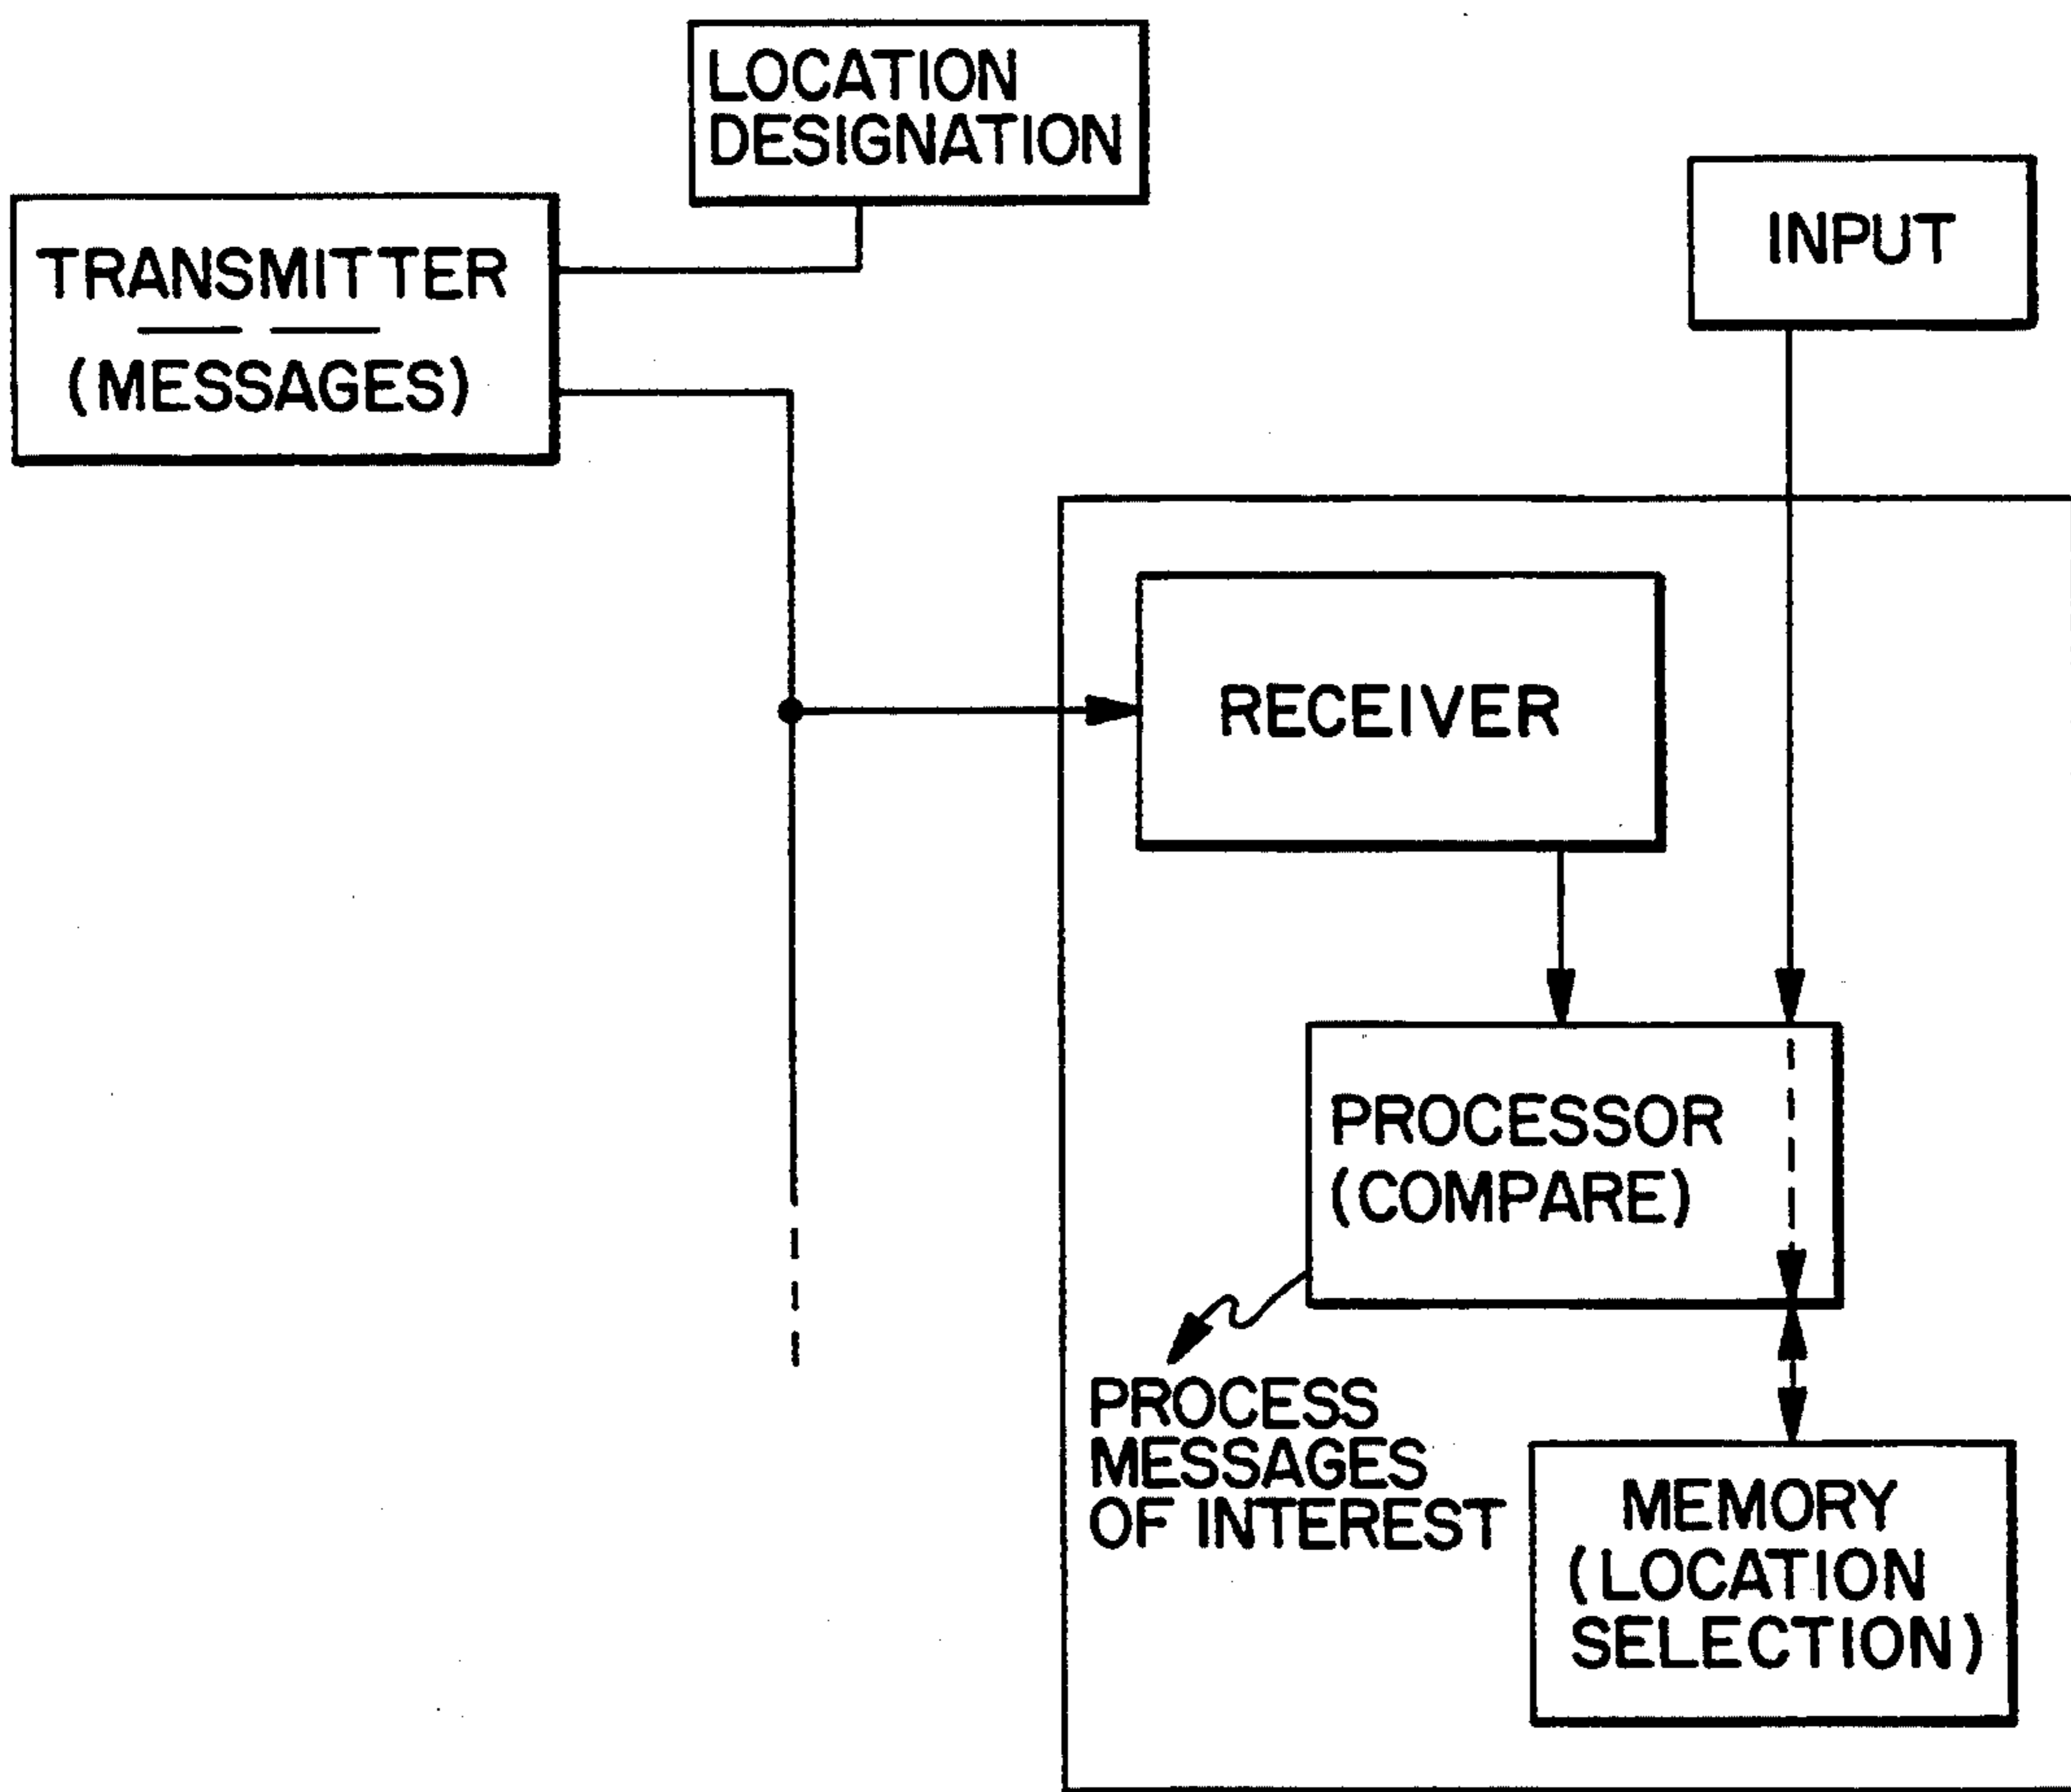 LOCATION
DESIGNATION
TRANSMITTER
(MESSAGES)
INPUT
RECEIVER
PROCESSOR
(COMPARE)
PROCESS
MESSAGES
OF INTEREST
MEMORY
(LOCATION
SELECTION)